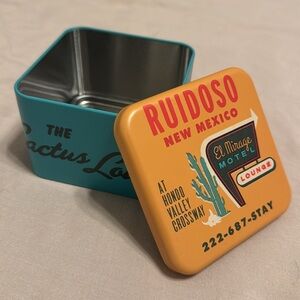 THE
Cactus Lo
RUIDOSO
NEW MEXICO
El Mirage
MOTEL
LOUNGE
AT
HONDO
VALLEY
CROSSWAY
222-687-STAY